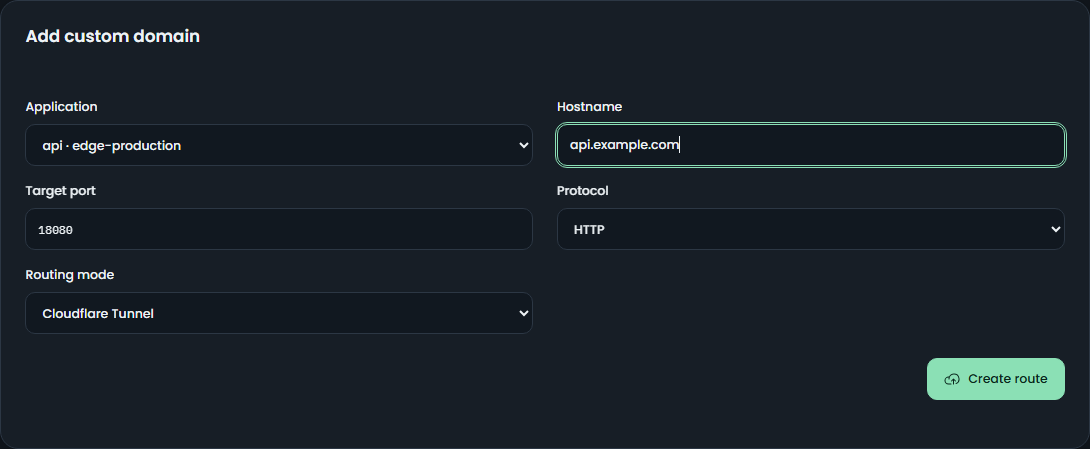 Add custom domain
Application
Hostname
api · edge-production
api.example.com
Target port
Protocol
18080
HTTP
Routing mode
Cloudflare Tunnel
Create route